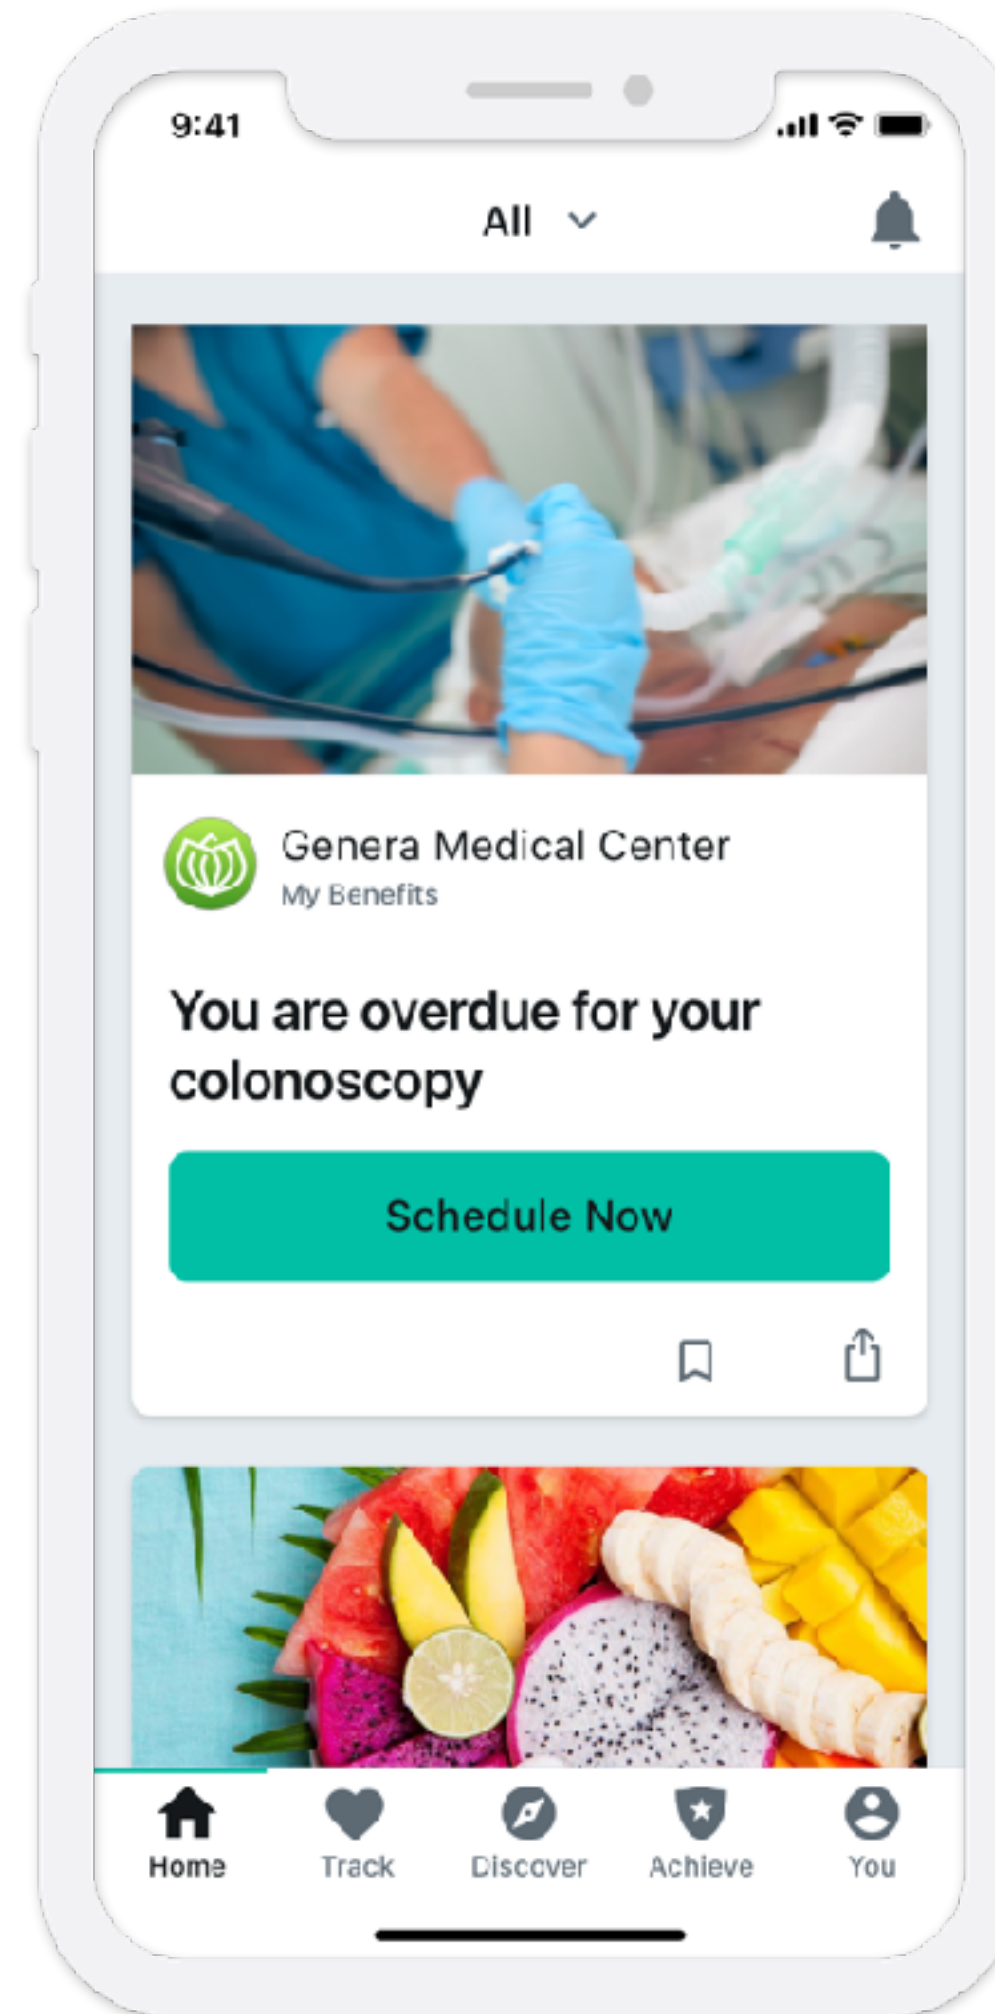 9:41
All
Genera Medical Center
My Benefits
You are overdue for your
colonoscopy
Schedule Now
Home
Track
Discover
Achieve
You